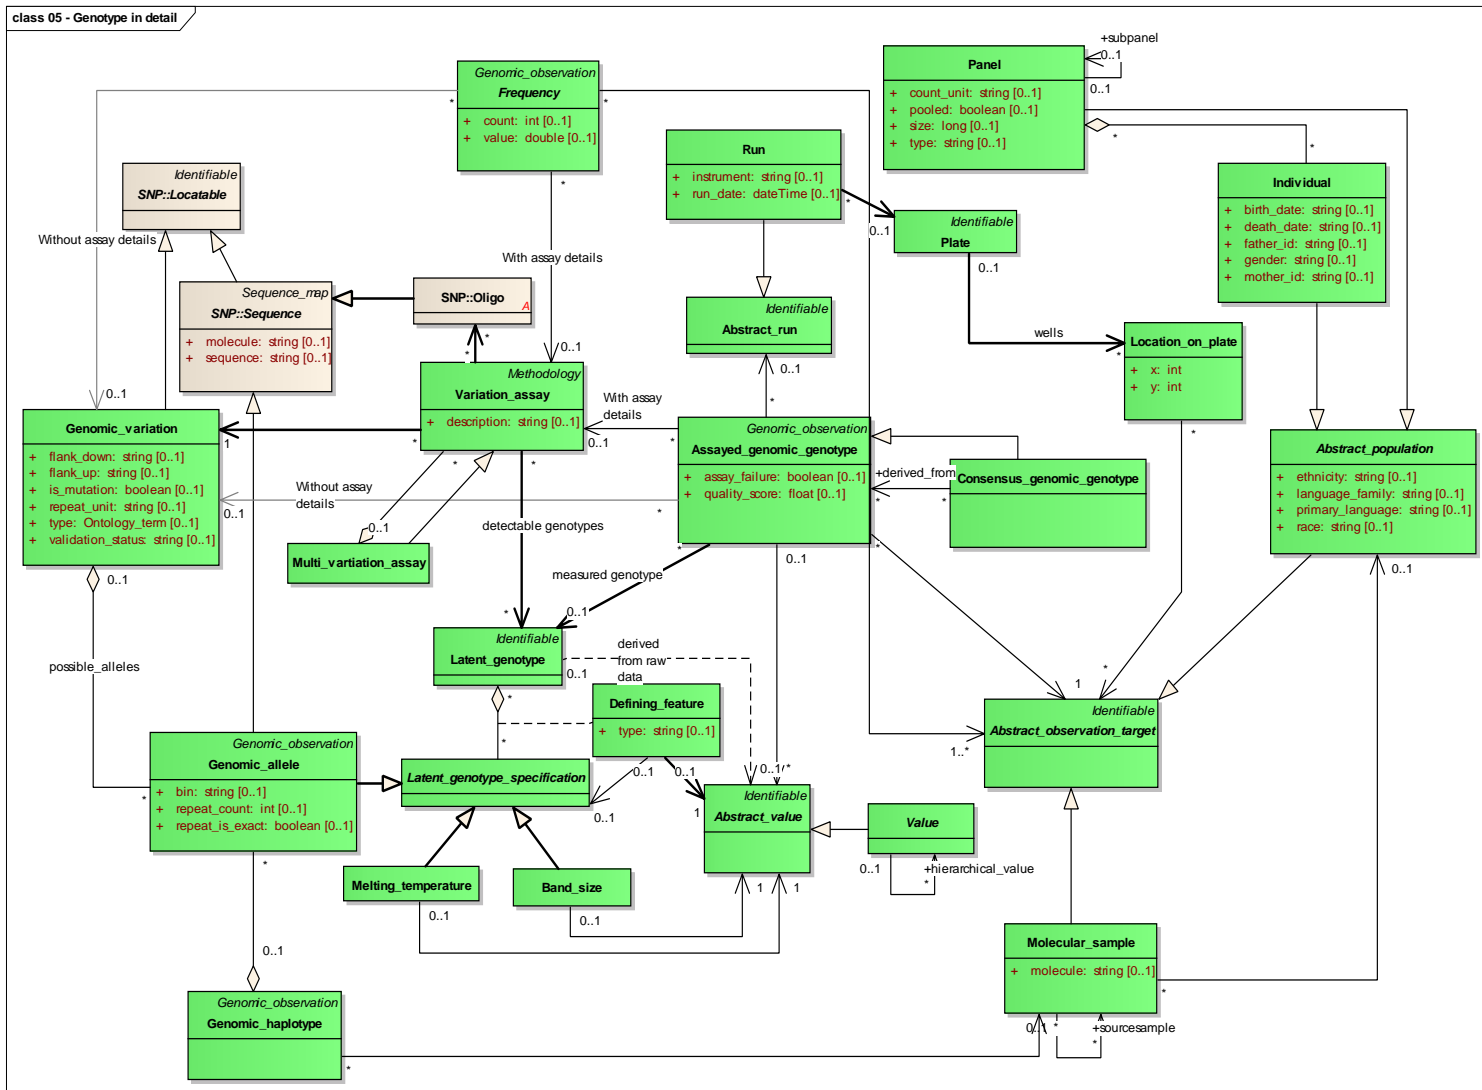 class 05 - Genotype in detail
Genomic_observation
Frequency
+ count: int [0..1]
+ value: double [0..1]
*
*
*
Panel
+ count_unit: string [0..1]
+ pooled: boolean [0..1]
+ size: long [0..1]
+ type: string [0..1]
+subpanel
0..1
0..1
*
*
Run
+ instrument: string [0..1]
+ run_date: dateTime [0..1]
*
0..1
Identifiable
Plate
0..1
Individual
+ birth_date: string [0..1]
+ death_date: string [0..1]
+ father_id: string [0..1]
+ gender: string [0..1]
+ mother_id: string [0..1]
Identifiable
SNP::Locatable
Without assay details
With assay details
Sequence_map
SNP::Sequence
+ molecule: string [0..1]
+ sequence: string [0..1]
SNP::Oligo
A
*
*
0..1
Identifiable
Abstract_run
0..1
*
wells
*
Location_on_plate
+ x: int
+ y: int
*
Methodology
Variation_assay
+ description: string [0..1]
*
*
*
0..1
Genomic_variation
+ flank_down: string [0..1]
+ flank_up: string [0..1]
+ is_mutation: boolean [0..1]
+ repeat_unit: string [0..1]
+ type: Ontology_term [0..1]
+ validation_status: string [0..1]
0..1
1
0..1
0..1
With assay
details
0..1
*
Without assay
details
*
Genomic_observation
Assayed_genomic_genotype
+ assay_failure: boolean [0..1]
+ quality_score: float [0..1]
*
*
0..1
+derived_from
*
*
Consensus_genomic_genotype
Abstract_population
+ ethnicity: string [0..1]
+ language_family: string [0..1]
+ primary_language: string [0..1]
+ race: string [0..1]
0..1
0..1
Multi_vartiation_assay
detectable genotypes
measured genotype
*
0..1
Identifiable
Latent_genotype
0..1
*
derived
from raw
data
possible_alleles
Defining_feature
+ type: string [0..1]
0..1
0..1
*
1
*
Identifiable
Abstract_observation_target
1..*
Genomic_observation
Genomic_allele
+ bin: string [0..1]
+ repeat_count: int [0..1]
+ repeat_is_exact: boolean [0..1]
*
*
Latent_genotype_specification
0..1
0..1
*
1
Identifiable
Abstract_value
1
1
Value
0..1
+hierarchical_value
*
Melting_temperature
0..1
Band_size
0..1
Molecular_sample
+ molecule: string [0..1]
*
0..1
*
+sourcesample
*
0..1
Genomic_observation
Genomic_haplotype
*